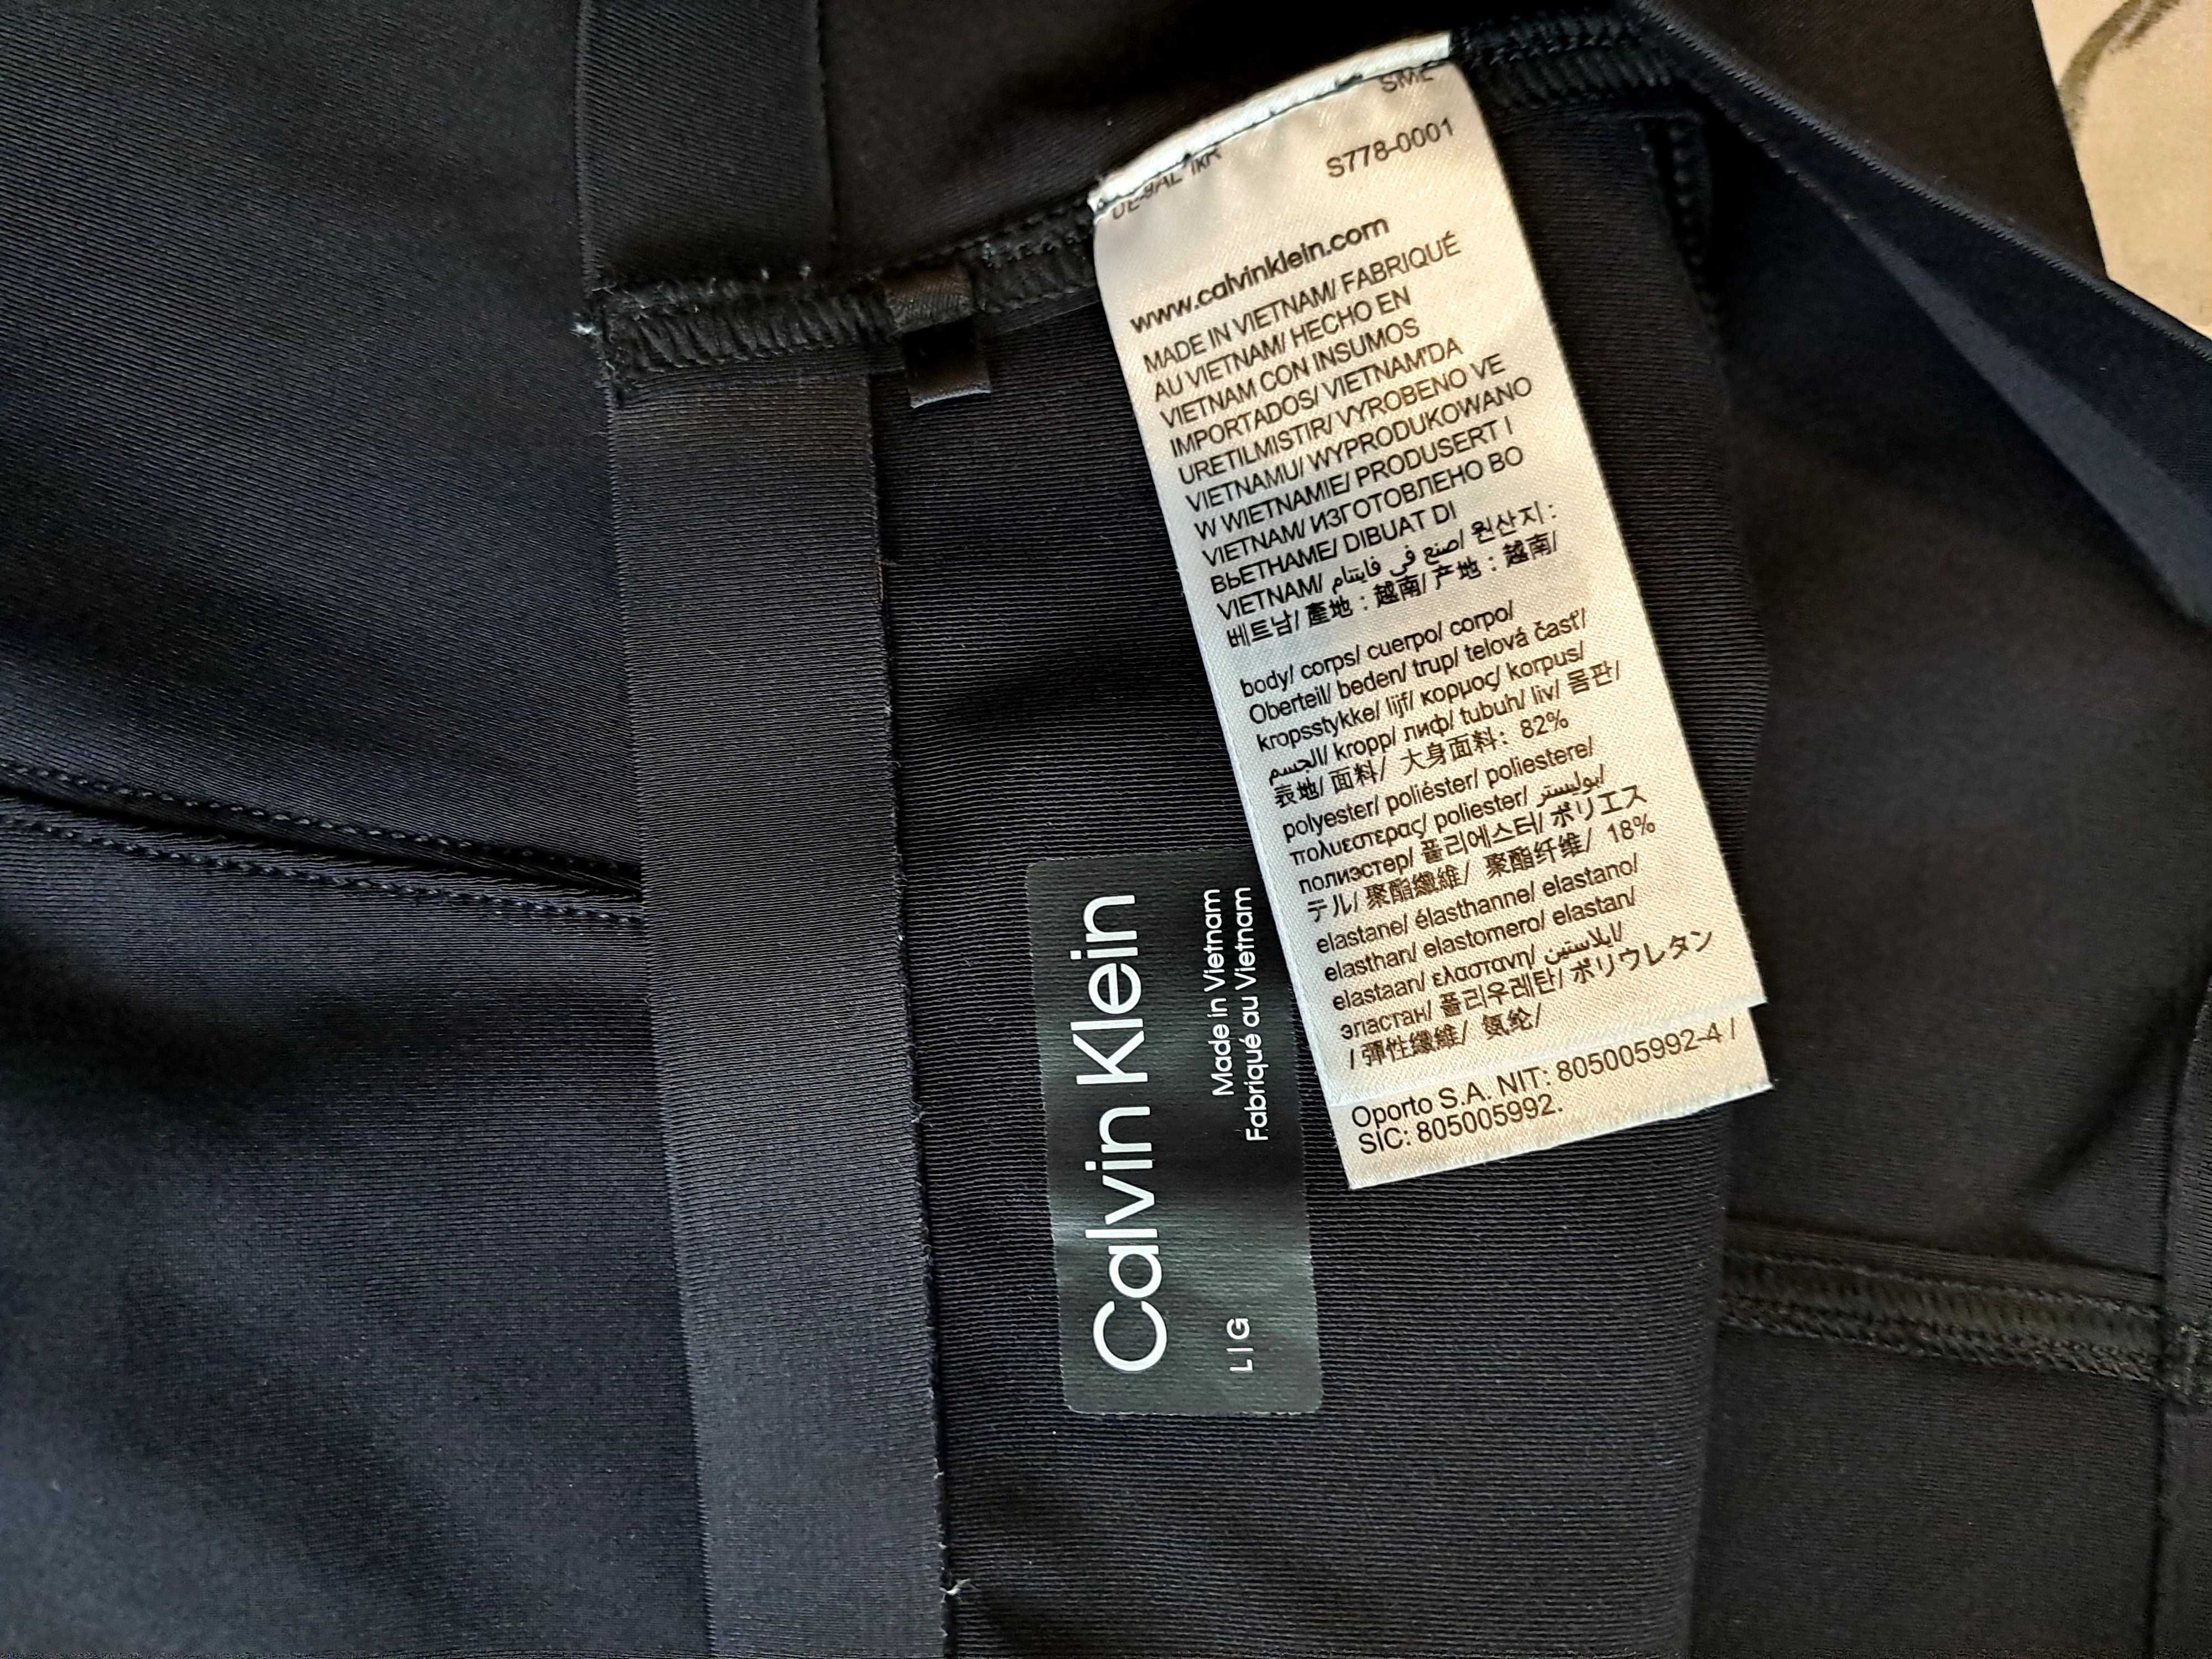 S778-0001
www.calvinklein.com
MADE IN VIETNAM/ FABRIQUÉ
AU VIETNAM/ HECHO EN
VIETNAM CON INSUMOS
IMPORTADOS/ VIETNAM'DA
URETILMISTIR/ VYROBENO VE
VIETNAMU/ WYPRODUKOWANO
W WIETNAMIE/ PRODUSERT I
VIETNAM/ ИЗГОТОВЛЕНО ВО
ВЬЕТНАМЕ/ DIBUAT DI
VIETNAM/ صنع في فايتنام/ 원산지 :
베트남/ 產地 : 越南/ 产地 : 越南/
body/ corps/ cuerpo/ corpo/
Oberteil/ beden/ trup/ telová časť/
kropsstykke/ lijf/ κορμος/ korpus/
الجسم/ kropp/ лиф/ tubuh/ liv/ 몸판/
表地/ 面料/ 大身面料: 82%
polyester/ poliéster/ poliestere/
πολυεστερας/ poliester/ بوليستر/
полиэстер/ 폴리에스터/ ポリエス
テル/ 聚酯纖維/ 聚酯纤维/ 18%
elastane/ élasthanne/ elastano/
elasthan/ elastomero/ elastan/
elastaan/ ελαστανη/ ايلاستين/
эластан/ 폴리우레탄/ ポリウレタン
/ 彈性纖維/ 氨纶/
Oporto S.A. NIT: 805005992-4 /
SIC: 805005992.
Calvin Klein
Made in Vietnam
Fabriqué au Vietnam
L | G